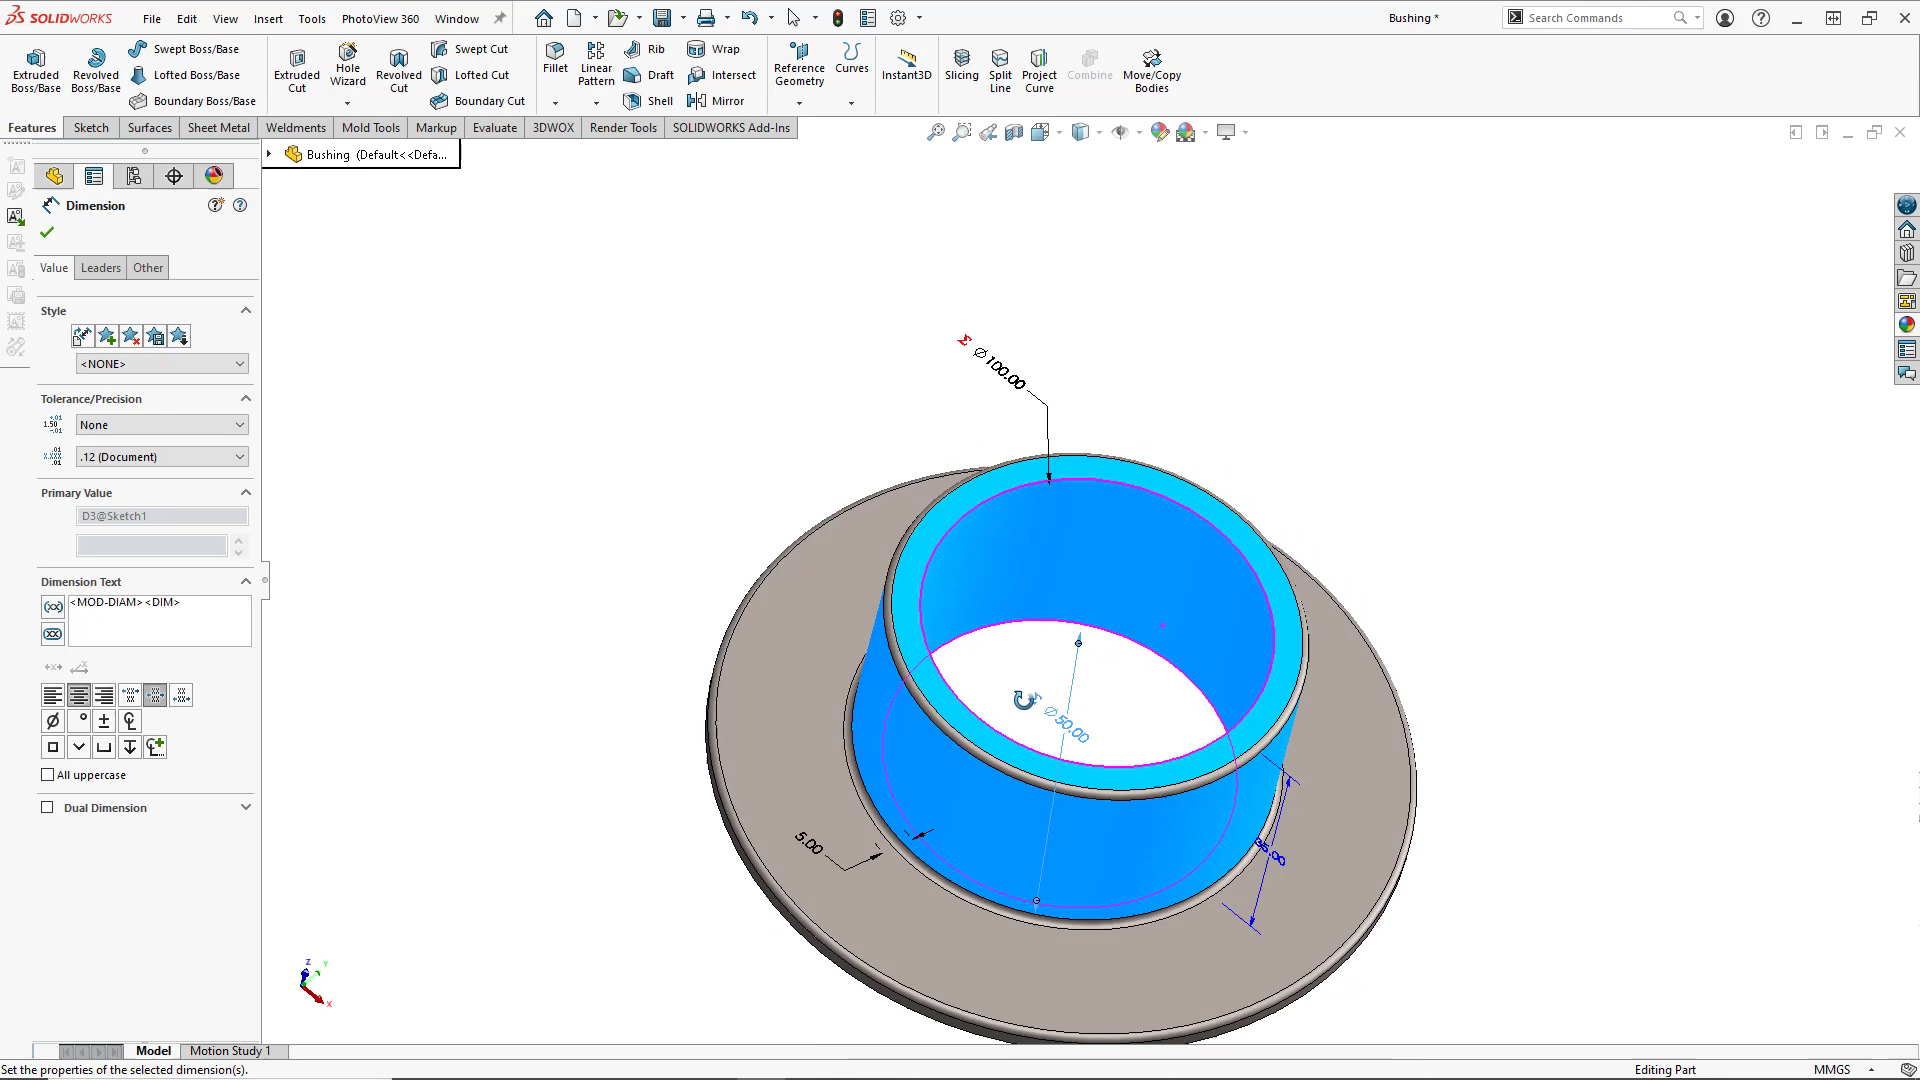 SOLIDWORKS File Edit View Insert Tools PhotoView 360 Window Bushing * Search Commands
Extruded Boss/Base
Revolved Boss/Base
Swept Boss/Base
Lofted Boss/Base
Boundary Boss/Base
Extruded Cut
Hole Wizard
Revolved Cut
Swept Cut
Lofted Cut
Boundary Cut
Fillet
Linear Pattern
Rib
Draft
Shell
Wrap
Intersect
Mirror
Reference Geometry
Curves
Instant3D
Slicing
Split Line
Project Curve
Combine
Move/Copy Bodies
Features Sketch Surfaces Sheet Metal Weldments Mold Tools Markup Evaluate 3DWOX Render Tools SOLIDWORKS Add-Ins
Bushing (Default<<Defa...
Dimension
Value Leaders Other
Style
<NONE>
Tolerance/Precision
None
.12 (Document)
Primary Value
D3@Sketch1
Dimension Text
<MOD-DIAM><DIM>
All uppercase
Dual Dimension
Σ ∅100.00
∅50.00
5.00
35.00
Z
Y
X
Model Motion Study 1
Set the properties of the selected dimension(s). Editing Part MMGS